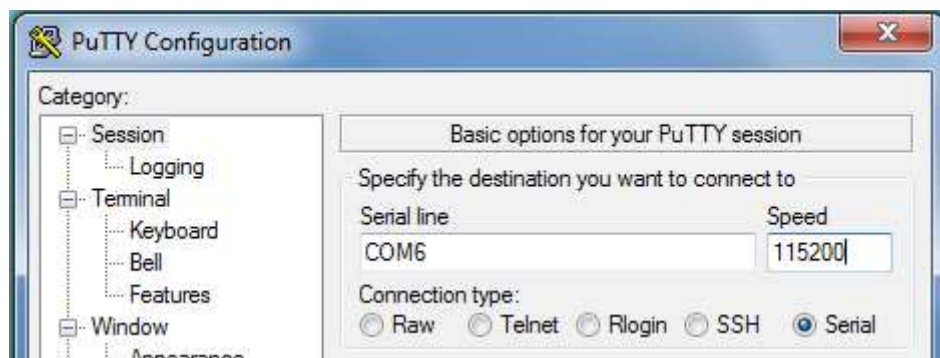 PuTTY Configuration
Category:
Session
Logging
Terminal
Keyboard
Bell
Features
Window
Appearance
Basic options for your PuTTY session
Specify the destination you want to connect to
Serial line Speed
COM6 115200
Connection type:
Raw Telnet Rlogin SSH Serial